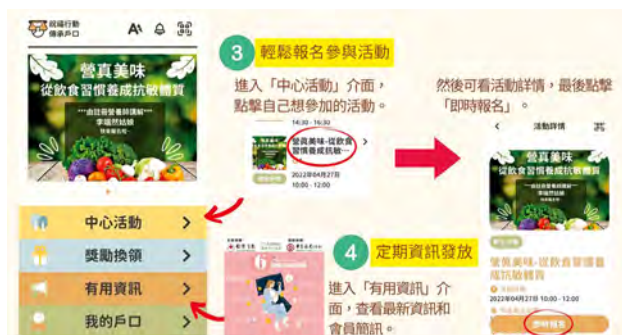 祝福行動
傳承戶口
營真美味
從飲食習慣養成抗敏體質
中心活動
獎勵換領
有用資訊
我的戶口
3 輕鬆報名參與活動
進入「中心活動」介面，
點擊自己想參加的活動。
14:30 - 16:30
營真美味-從飲食
習慣養成抗敏…
2022年04月27日
10:00 - 12:00
然後可看活動詳情，最後點擊
「即時報名」。
活動詳情
營真美味
從飲食習慣養成抗敏體質
營真美味-從飲食習慣養
成抗敏體質
2022年04月27日 10:00 - 12:00
即時報名
4 定期資訊發放
進入「有用資訊」介
面，查看最新資訊和
會員簡訊。
6